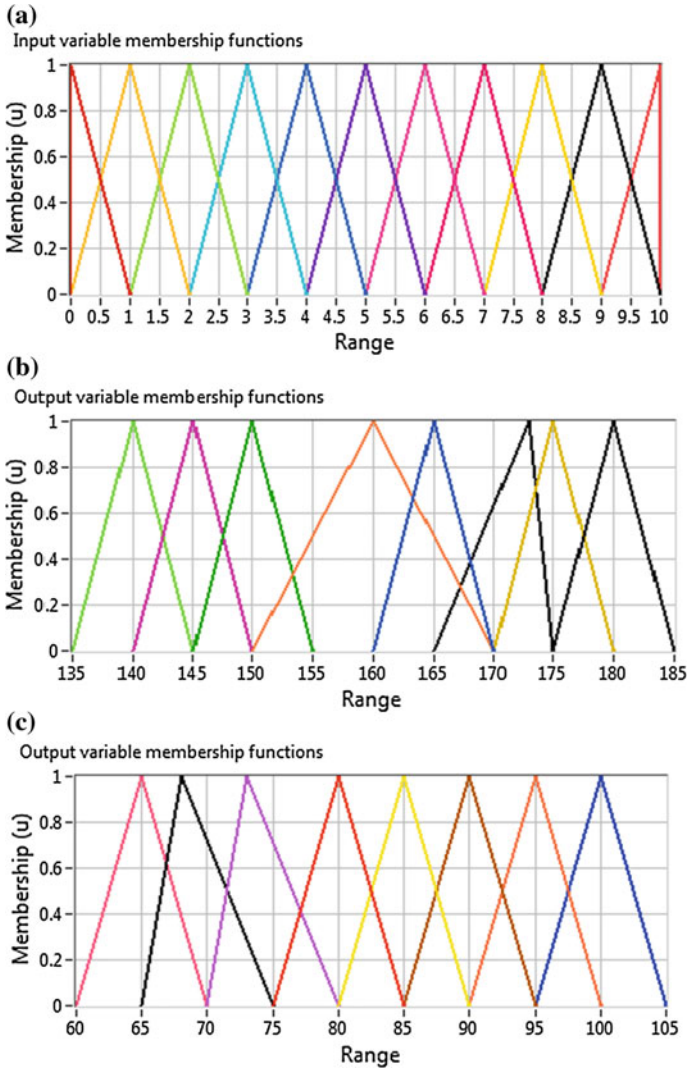 (a)
Input variable membership functions
Membership (u)
1
0.8
0.6
0.4
0.2
0
0 0.5 1 1.5 2 2.5 3 3.5 4 4.5 5 5.5 6 6.5 7 7.5 8 8.5 9 9.5 10
Range
(b)
Output variable membership functions
Membership (u)
1
0.8
0.6
0.4
0.2
0
135 140 145 150 155 160 165 170 175 180 185
Range
(c)
Output variable membership functions
Membership (u)
1
0.8
0.6
0.4
0.2
0
60 65 70 75 80 85 90 95 100 105
Range